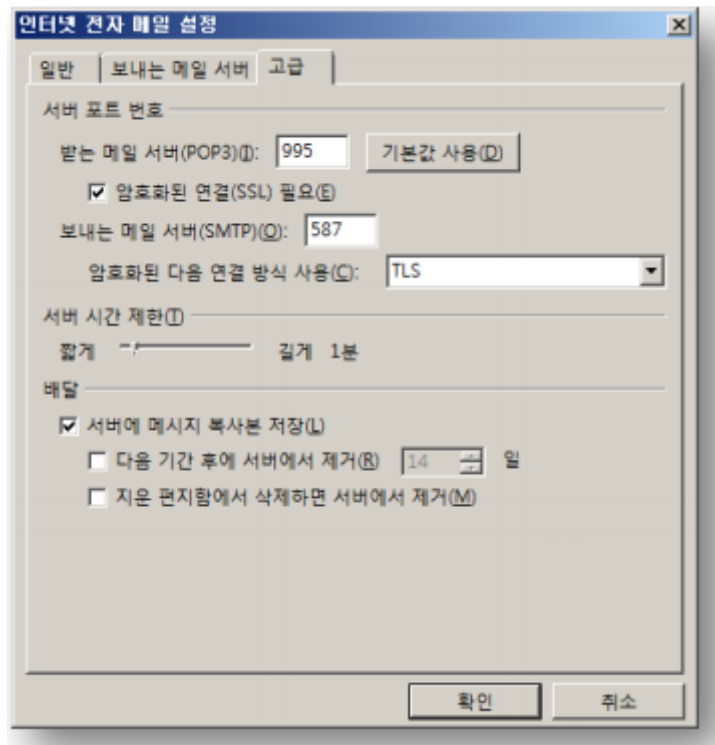 인터넷 전자 메일 설정
일반 보내는 메일 서버 고급
서버 포트 번호
받는 메일 서버(POP3)(I): 995 기본값 사용(D)
암호화된 연결(SSL) 필요(E)
보내는 메일 서버(SMTP)(O): 587
암호화된 다음 연결 방식 사용(C): TLS
서버 시간 제한(T)
짧게 길게 1분
배달
서버에 메시지 복사본 저장(L)
다음 기간 후에 서버에서 제거(R) 14 일
지운 편지함에서 삭제하면 서버에서 제거(M)
확인 취소